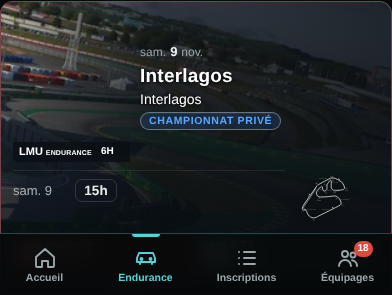 sam. 9 nov.
Interlagos
Interlagos
CHAMPIONNAT PRIVÉ
LMU ENDURANCE 6H
sam. 9 15h
18
Accueil Endurance Inscriptions Équipages